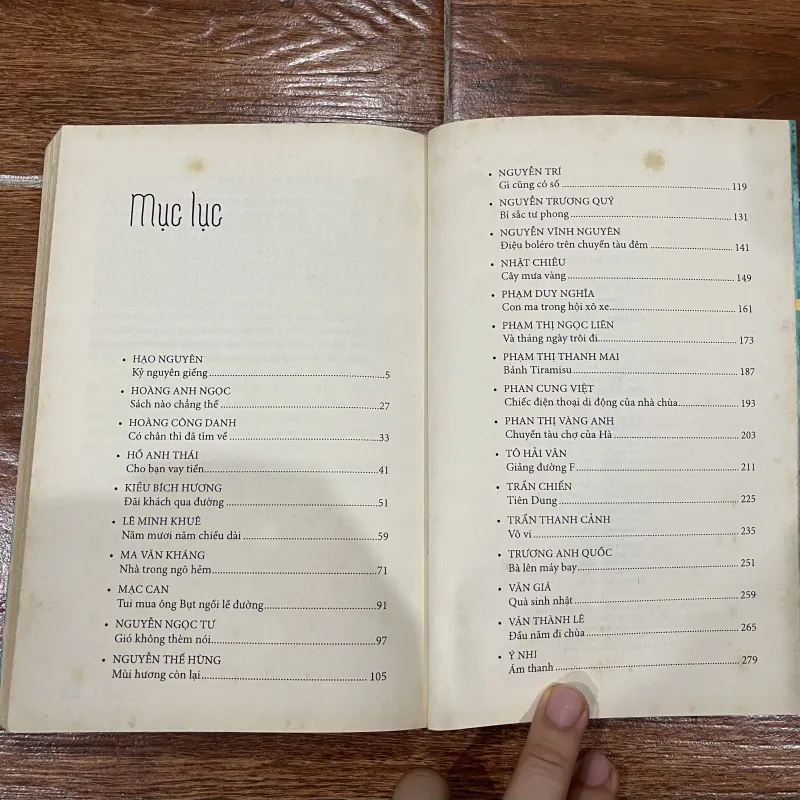 Mục lục
• HẠO NGUYÊN
Kỷ nguyên giếng ..... 5
• HOÀNG ANH NGỌC
Sách nào chẳng thế ..... 27
• HOÀNG CÔNG DANH
Có chân thì đã tìm về ..... 33
• HỒ ANH THÁI
Cho bạn vay tiền ..... 41
• KIỀU BÍCH HƯƠNG
Đãi khách qua đường ..... 51
• LÊ MINH KHUÊ
Năm mươi năm chiều dài ..... 59
• MA VĂN KHÁNG
Nhà trong ngõ hẻm ..... 71
• MẠC CAN
Tui mua ông Bụt ngồi lề đường ..... 91
• NGUYỄN NGỌC TƯ
Gió không thèm nói ..... 97
• NGUYỄN THẾ HÙNG
Mùi hương còn lại ..... 105
• NGUYỄN TRÍ
Gì cũng có số ..... 119
• NGUYỄN TRƯƠNG QUÝ
Bỉ sắc tư phong ..... 131
• NGUYỄN VĨNH NGUYÊN
Điệu boléro trên chuyến tàu đêm ..... 141
• NHẬT CHIÊU
Cây mưa vàng ..... 149
• PHẠM DUY NGHĨA
Con ma trong hội xô xe ..... 161
• PHẠM THỊ NGỌC LIÊN
Và tháng ngày trôi đi ..... 173
• PHẠM THỊ THANH MAI
Bánh Tiramisu ..... 187
• PHAN CUNG VIỆT
Chiếc điện thoại di động của nhà chùa ..... 193
• PHAN THỊ VÀNG ANH
Chuyến tàu chợ của Hà ..... 203
• TÔ HẢI VÂN
Giảng đường F ..... 211
• TRẦN CHIẾN
Tiên Dung ..... 225
• TRẦN THANH CẢNH
Vô vi ..... 235
• TRƯƠNG ANH QUỐC
Bà lên máy bay ..... 251
• VĂN GIÁ
Quà sinh nhật ..... 259
• VĂN THÀNH LÊ
Đầu năm đi chùa ..... 265
• Ý NHI
Ám thanh ..... 279